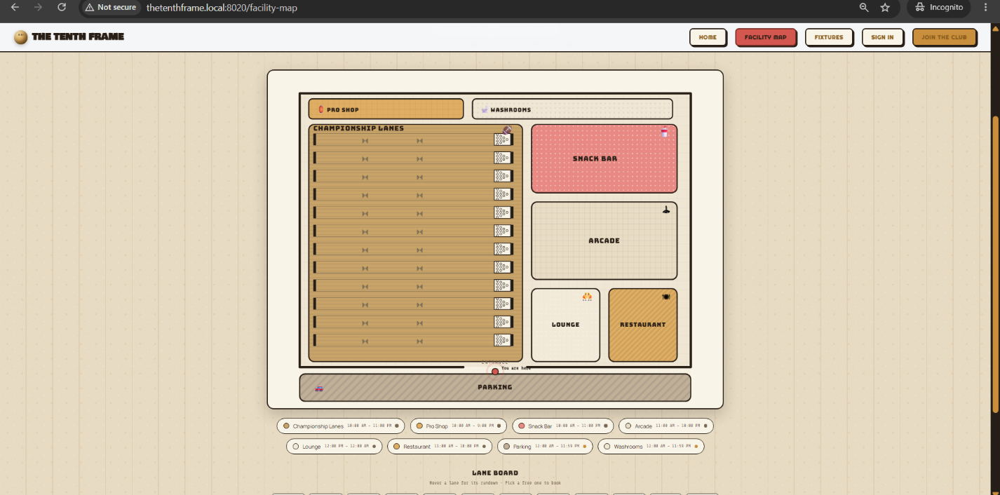 Not secure
thetenthframe.local:8020/facility-map
Incognito
THE TENTH FRAME
HOME
FACILITY MAP
FIXTURES
SIGN IN
JOIN THE CLUB
PRO SHOP
WASHROOMS
CHAMPIONSHIP LANES
SNACK BAR
ARCADE
LOUNGE
RESTAURANT
ENTRANCE
You are here
PARKING
Championship Lanes 10:00 AM – 11:00 PM
Pro Shop 10:00 AM – 9:00 PM
Snack Bar 10:00 AM – 11:00 PM
Arcade 11:00 AM – 10:00 PM
Lounge 12:00 PM – 12:00 AM
Restaurant 11:00 AM – 10:00 PM
Parking 12:00 AM – 11:59 PM
Washrooms 12:00 AM – 11:59 PM
LANE BOARD
Hover a lane for its rundown · Pick a free one to book